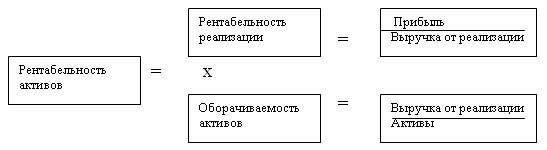 Рентабельность
реализации
=
Прибыль
Выручка от реализации
Рентабельность
активов
=
X
Оборачиваемость
активов
=
Выручка от реализации
Активы